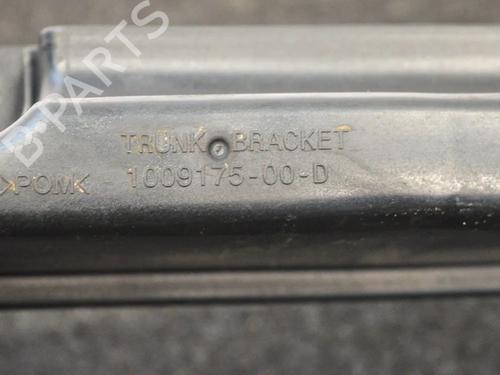 B-PARTS
TRUNK BRACKET
>POM< 1009175-00-D